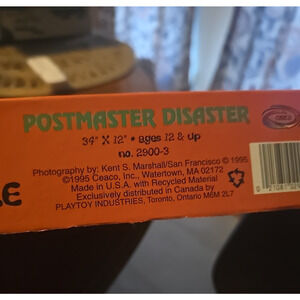 POSTMASTER DISASTER
34" X 12" • ages 12 & up
no. 2900-3
Photography by: Kent S. Marshall/San Francisco © 1995
©1995 Ceaco, Inc., Watertown, MA 02172
Made in U.S.A. with Recycled Material
Exclusively distributed in Canada by
PLAYTOY INDUSTRIES, Toronto, Ontario M6M 2L7